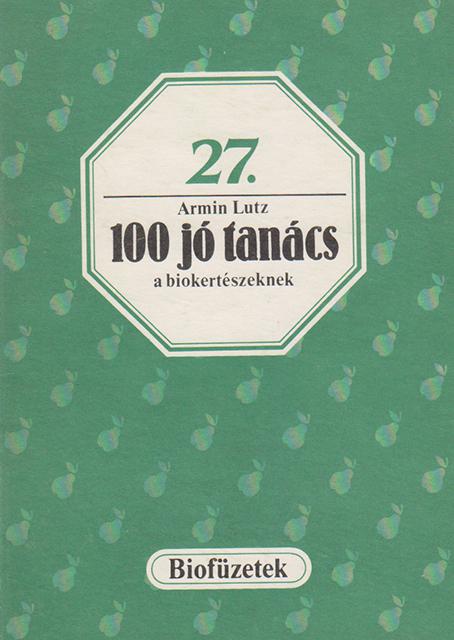 27.
Armin Lutz
100 jó tanács
a biokertészeknek
Biofüzetek